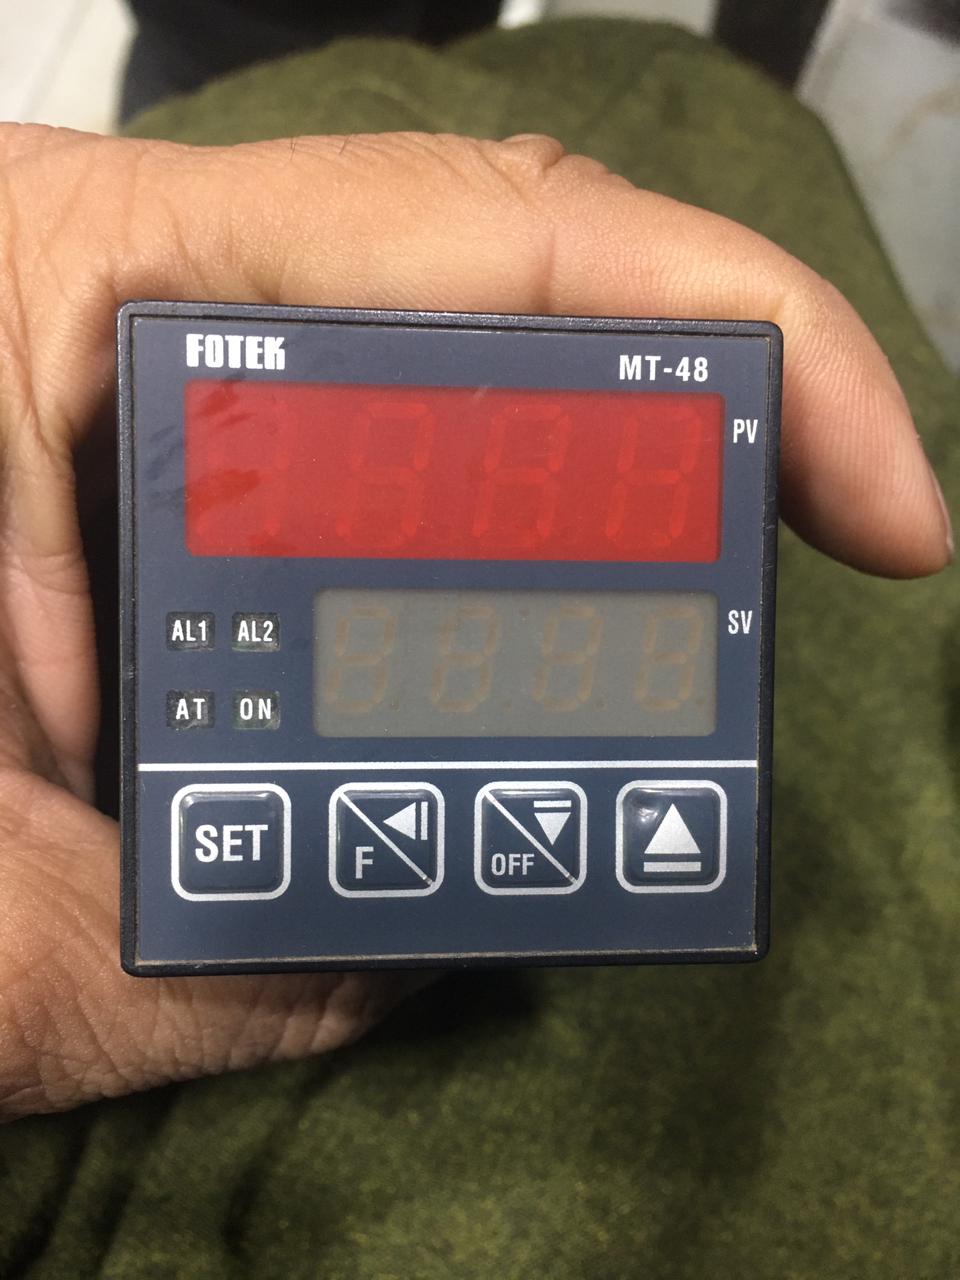 FOTEK
MT-48
PV
AL1 AL2
SV
AT ON
SET
F
OFF